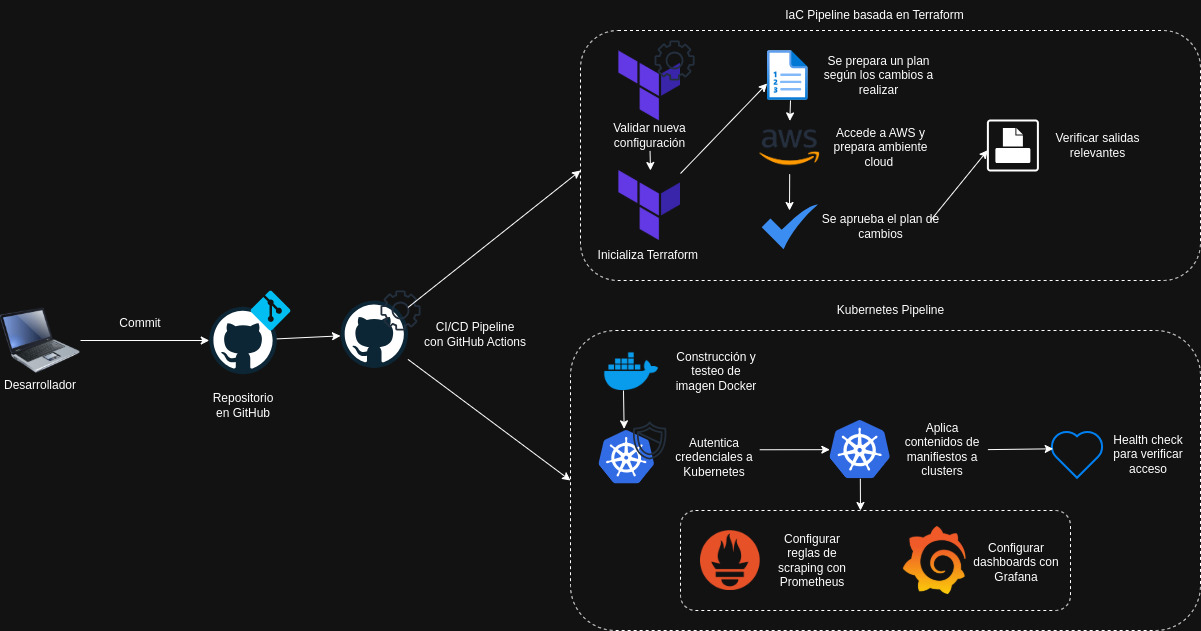 IaC Pipeline basada en Terraform
Validar nueva
configuración
Inicializa Terraform
1
2
3
Se prepara un plan
según los cambios a
realizar
aws
Accede a AWS y
prepara ambiente
cloud
Se aprueba el plan de
cambios
Verificar salidas
relevantes
Commit
Desarrollador
Repositorio
en GitHub
CI/CD Pipeline
con GitHub Actions
Kubernetes Pipeline
Construcción y
testeo de
imagen Docker
Autentica
credenciales a
Kubernetes
Aplica
contenidos de
manifiestos a
clusters
Health check
para verificar
acceso
Configurar
reglas de
scraping con
Prometheus
Configurar
dashboards con
Grafana